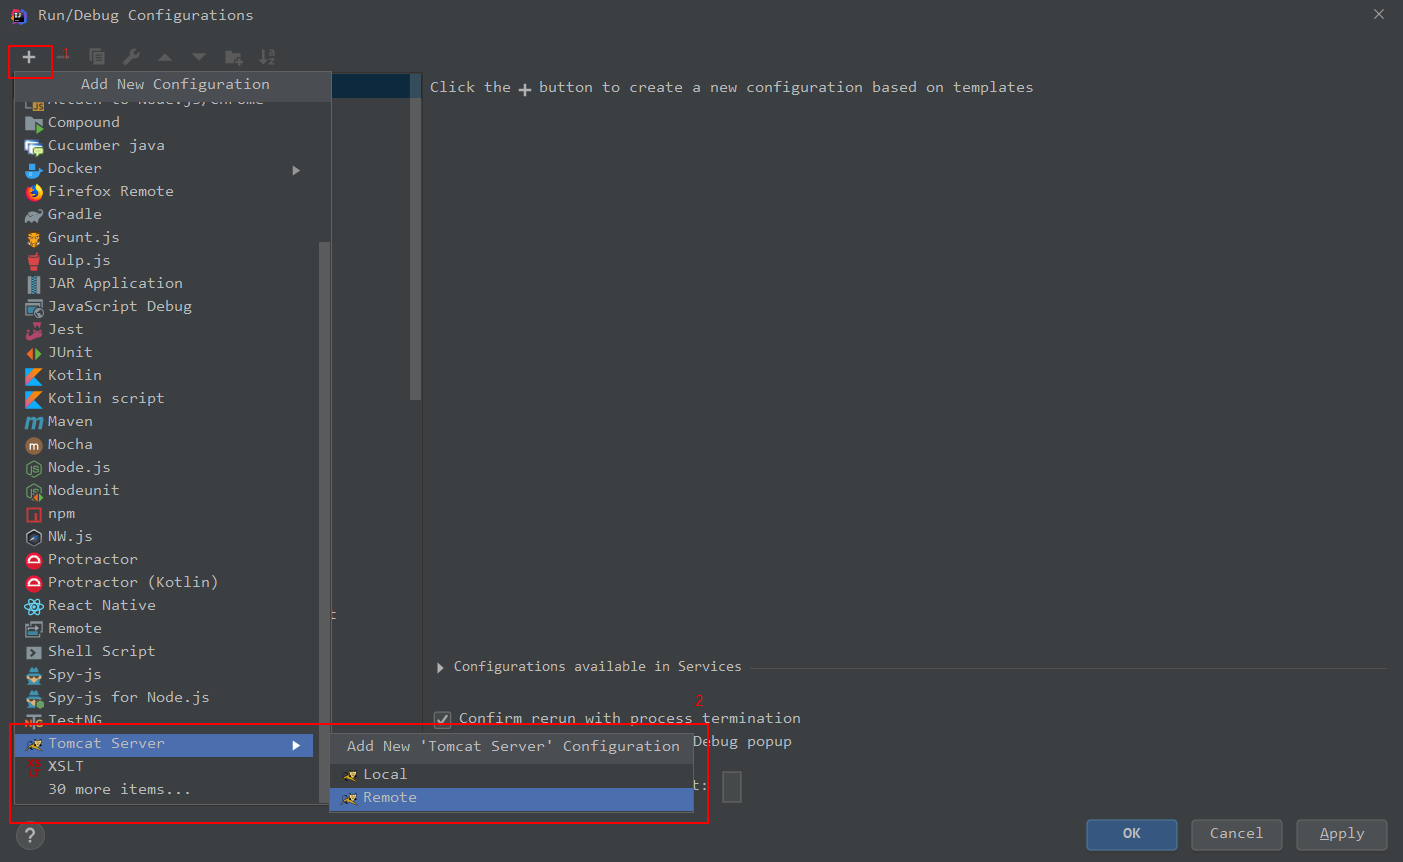 Run/Debug Configurations
1
Add New Configuration
Click the + button to create a new configuration based on templates
Attach to Node.js/Chrome
Compound
Cucumber java
Docker
Firefox Remote
Gradle
Grunt.js
Gulp.js
JAR Application
JavaScript Debug
Jest
JUnit
Kotlin
Kotlin script
Maven
Mocha
Node.js
Nodeunit
npm
NW.js
Protractor
Protractor (Kotlin)
React Native
Remote
Shell Script
Spy-js
Spy-js for Node.js
TestNG
Tomcat Server
XSLT
30 more items...
Configurations available in Services
2
Confirm rerun with process termination
Debug popup
Add New 'Tomcat Server' Configuration
Local
Remote
t:
?
OK
Cancel
Apply